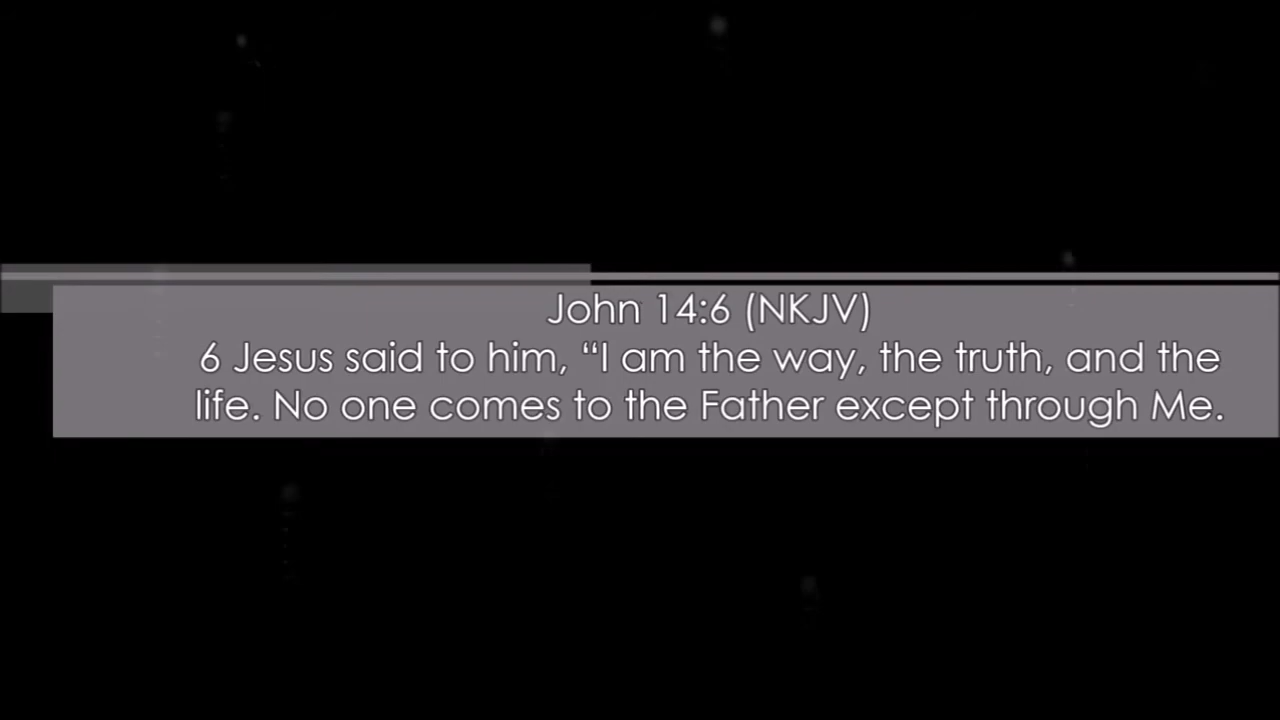 John 14:6 (NKJV)
6 Jesus said to him, “I am the way, the truth, and the
life. No one comes to the Father except through Me.